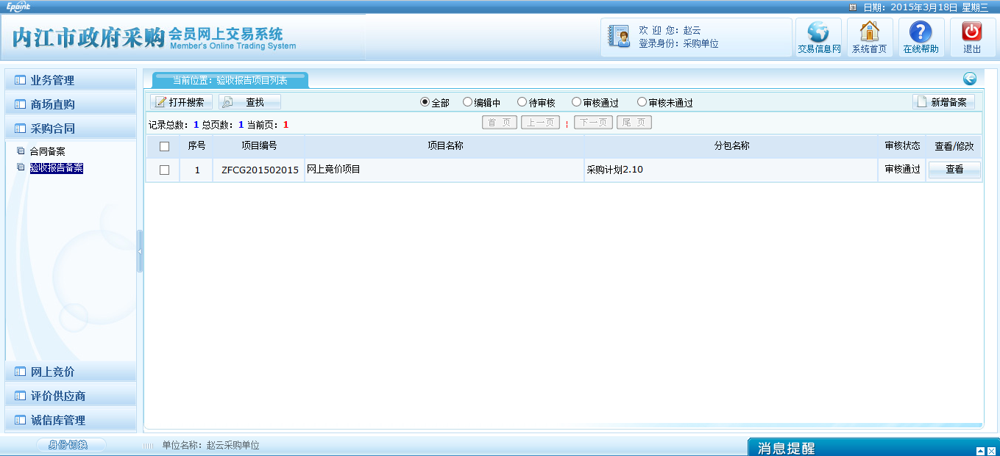 Epoint
日期：2015年3月18日 星期三
内江市政府采购 会员网上交易系统
Member's Online Trading System
欢 迎 您：赵云
登录身份：采购单位
交易信息网 系统首页 在线帮助 退出
业务管理
商场直购
采购合同
合同备案
验收报告备案
网上竞价
评价供应商
诚信库管理
当前位置：验收报告项目列表
打开搜索 查找 全部 编辑中 待审核 审核通过 审核未通过 新增备案
记录总数：1 总页数：1 当前页：1 首 页 上一页 | 下一页 尾 页
序号 项目编号 项目名称 分包名称 审核状态 查看/修改
1 ZFCG201502015 网上竞价项目 采购计划2.10 审核通过 查看
身份切换 单位名称：赵云采购单位 消息提醒